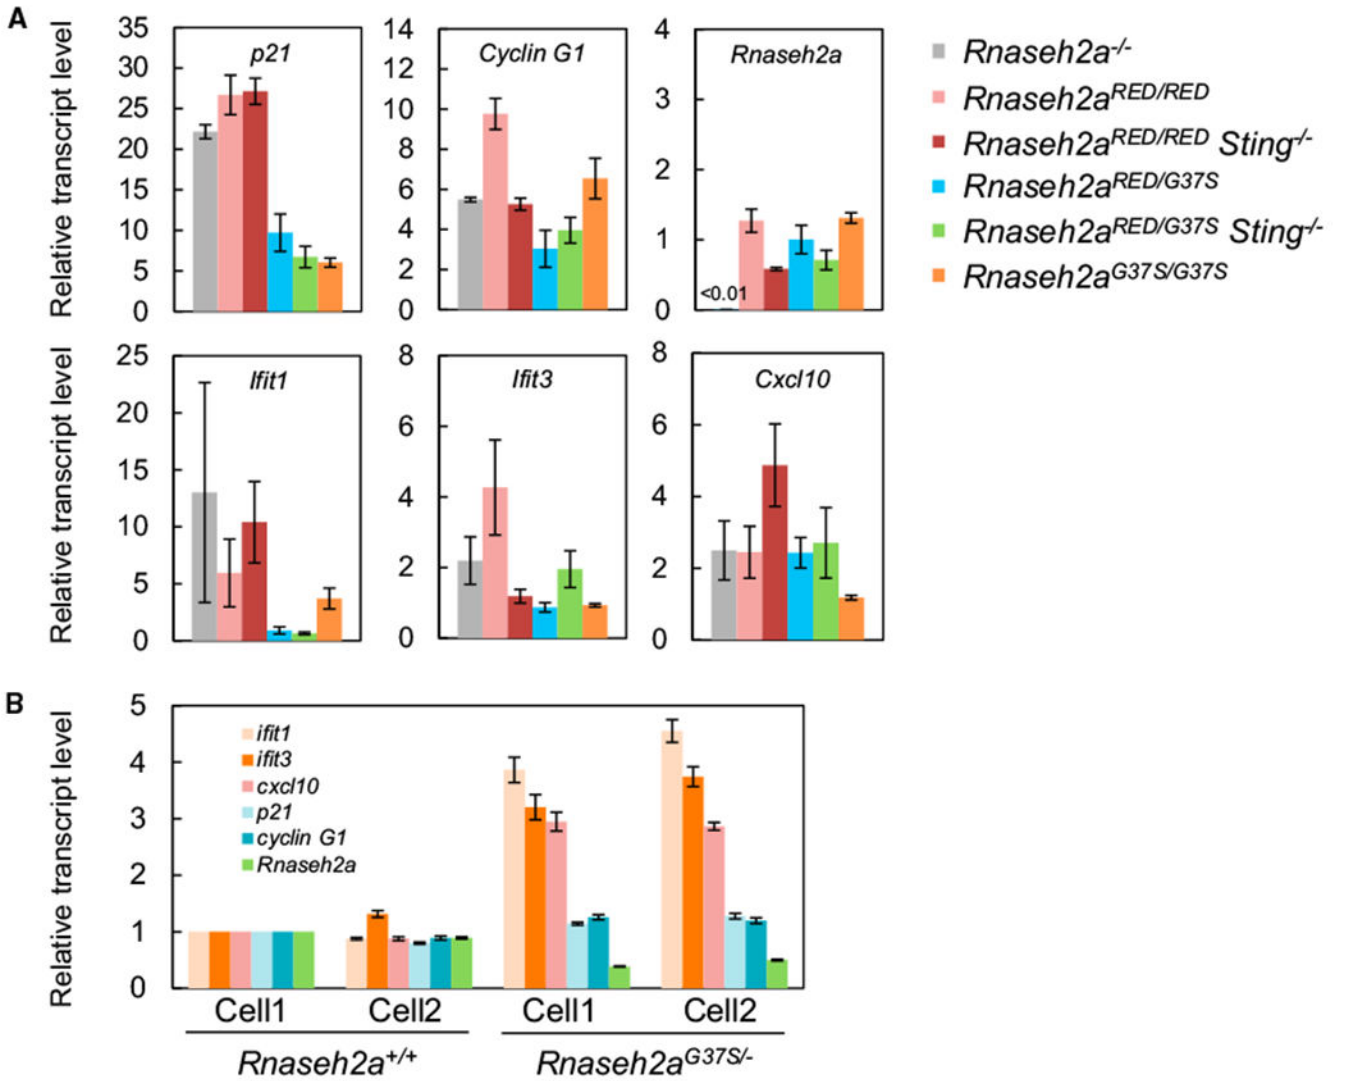 A
Relative transcript level
35
30
25
20
15
10
5
0
p21
14
12
10
8
6
4
2
0
Cyclin G1
4
3
2
1
0
Rnaseh2a
<0.01
Rnaseh2a-/-
Rnaseh2aRED/RED
Rnaseh2aRED/RED Sting-/-
Rnaseh2aRED/G37S
Rnaseh2aRED/G37S Sting-/-
Rnaseh2aG37S/G37S
Relative transcript level
25
20
15
10
5
0
Ifit1
8
6
4
2
0
Ifit3
8
6
4
2
0
Cxcl10
B
Relative transcript level
5
4
3
2
1
0
ifit1
ifit3
cxcl10
p21
cyclin G1
Rnaseh2a
Cell1 Cell2 Cell1 Cell2
Rnaseh2a+/+ Rnaseh2aG37S/-